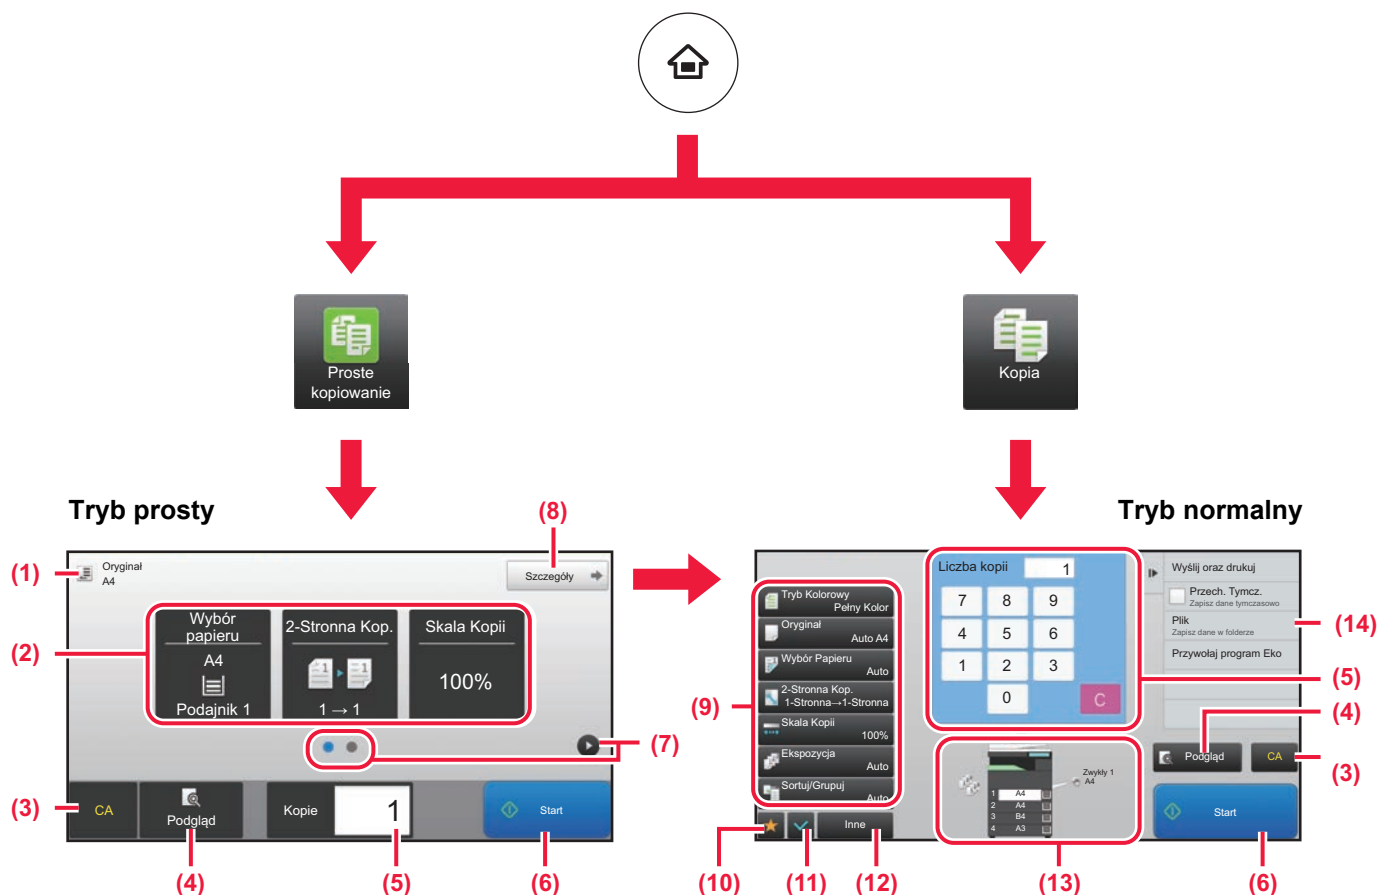 Proste
kopiowanie
Kopia
Tryb prosty
(8)
Tryb normalny
(1)
Oryginał
A4
Szczegóły
(2)
Wybór
papieru
A4
Podajnik 1
2-Stronna Kop.
1
1
1 → 1
Skala Kopii
100%
(7)
(3)
CA
Podgląd
Kopie
1
Start
(4)
(5)
(6)
Liczba kopii
1
7
8
9
4
5
6
1
2
3
0
C
Tryb Kolorowy
Pełny Kolor
Oryginał
Auto A4
Wybór Papieru
Auto
2-Stronna Kop.
1-Stronna→1-Stronna
Skala Kopii
100%
Ekspozycja
Auto
Sortuj/Grupuj
Auto
Inne
(9)
Wyślij oraz drukuj
Przech. Tymcz.
Zapisz dane tymczasowo
Plik
Zapisz dane w folderze
Przywołaj program Eko
(14)
(5)
(4)
Podgląd
CA
(3)
Zwykły 1
A4
1 A4
2 A4
3 B4
4 A3
Start
(10)
(11)
(12)
(13)
(6)